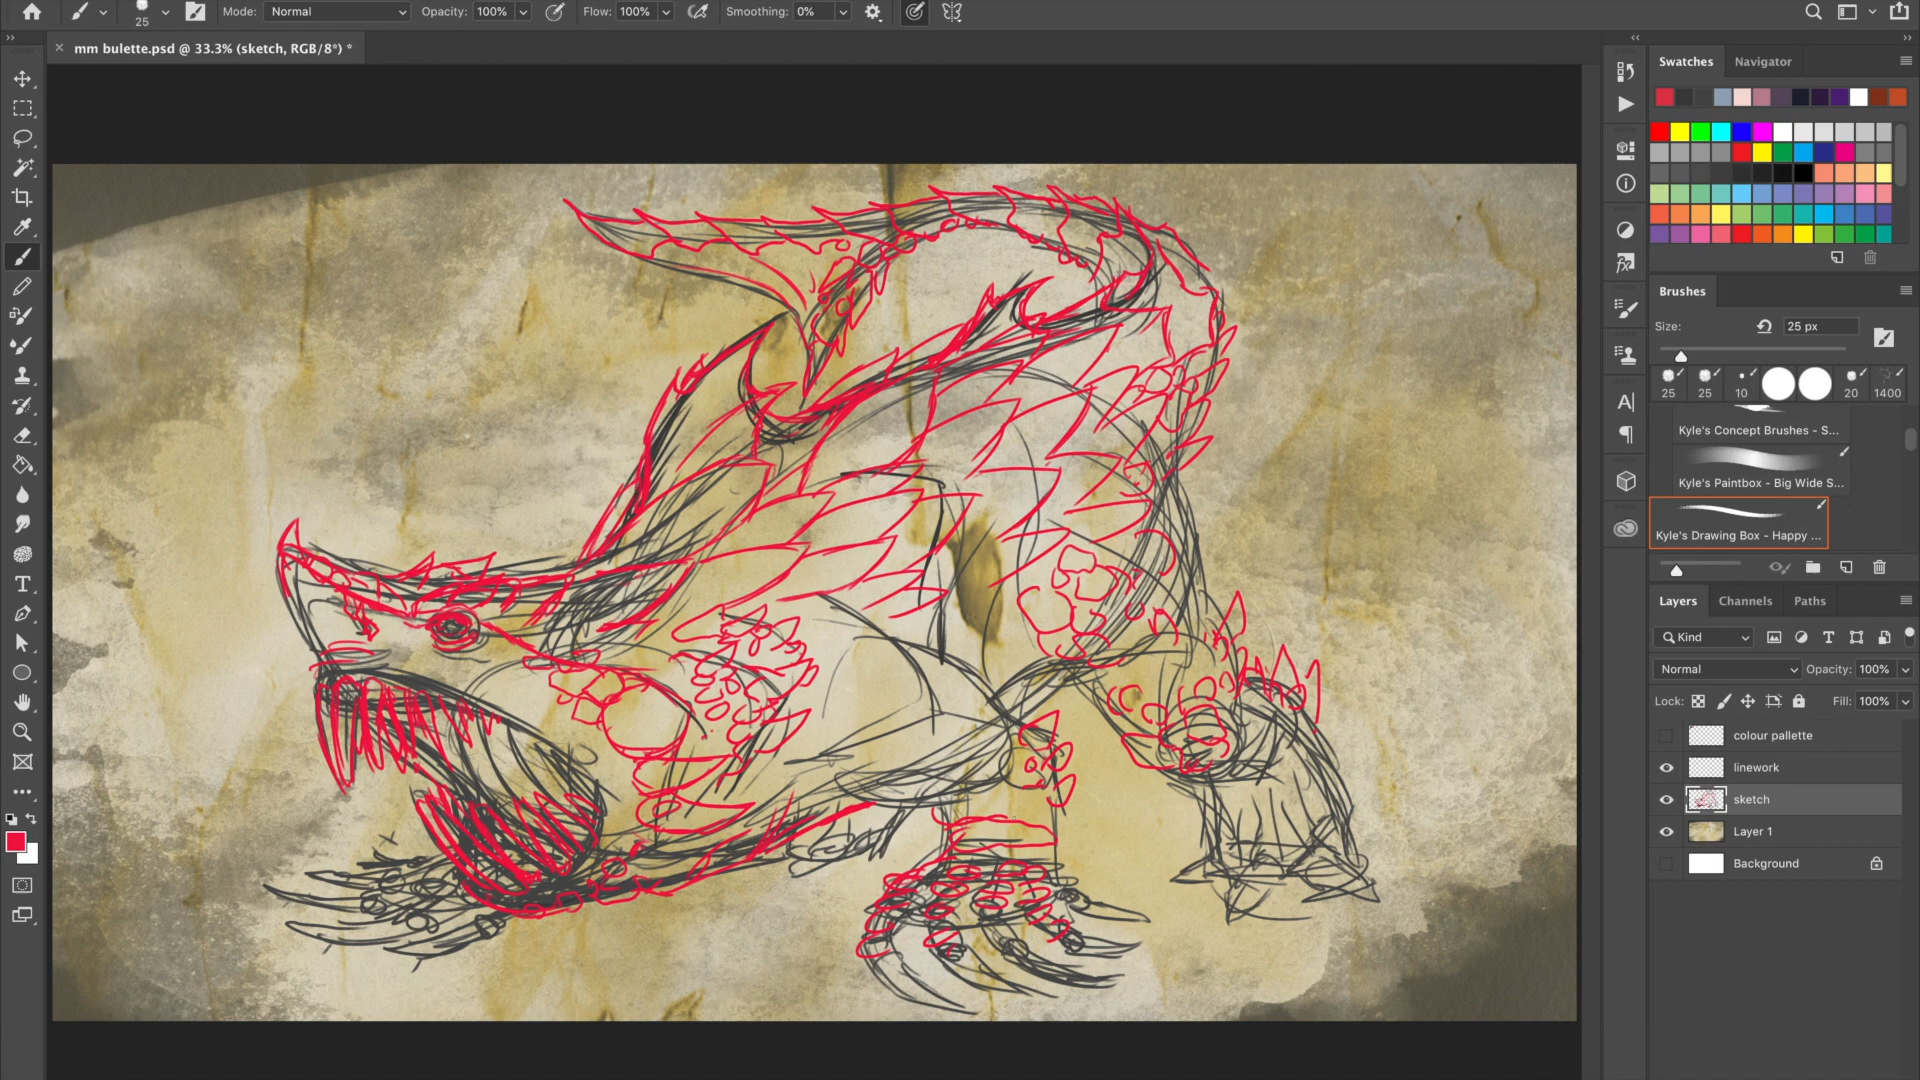 25
Mode: Normal
Opacity: 100%
Flow: 100%
Smoothing: 0%
× mm bulette.psd @ 33.3% (sketch, RGB/8*) *
Swatches Navigator
Brushes
Size: 25 px
25 25 10 20 1400
Kyle's Concept Brushes - S...
Kyle's Paintbox - Big Wide S...
Kyle's Drawing Box - Happy ...
Layers Channels Paths
Kind
Normal Opacity: 100%
Lock: Fill: 100%
colour pallette
linework
sketch
Layer 1
Background